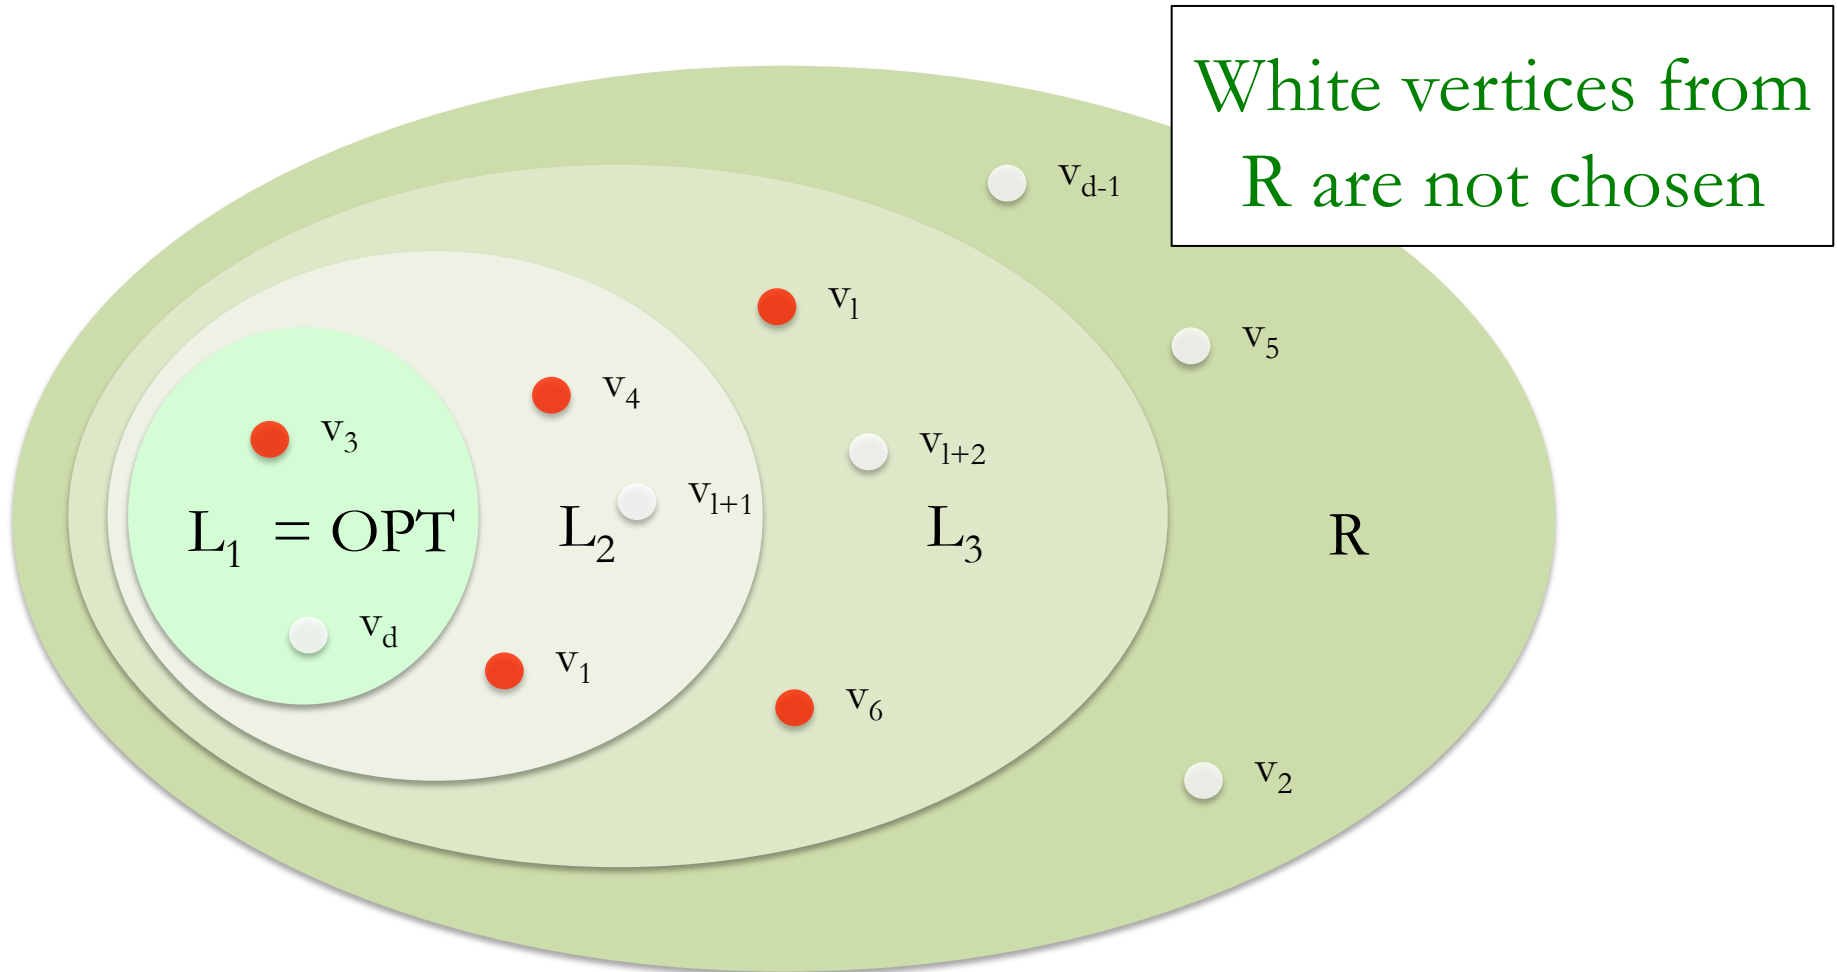 White vertices from
R are not chosen
v_{d-1}
v_l
v_5
v_4
v_3
v_{l+2}
v_{l+1}
L_1 = OPT
L_2
L_3
R
v_d
v_1
v_6
v_2